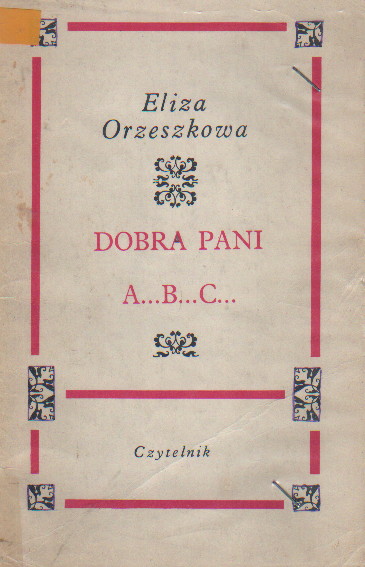 Eliza
Orzeszkowa
DOBRA PANI
A...B...C...
Czytelnik